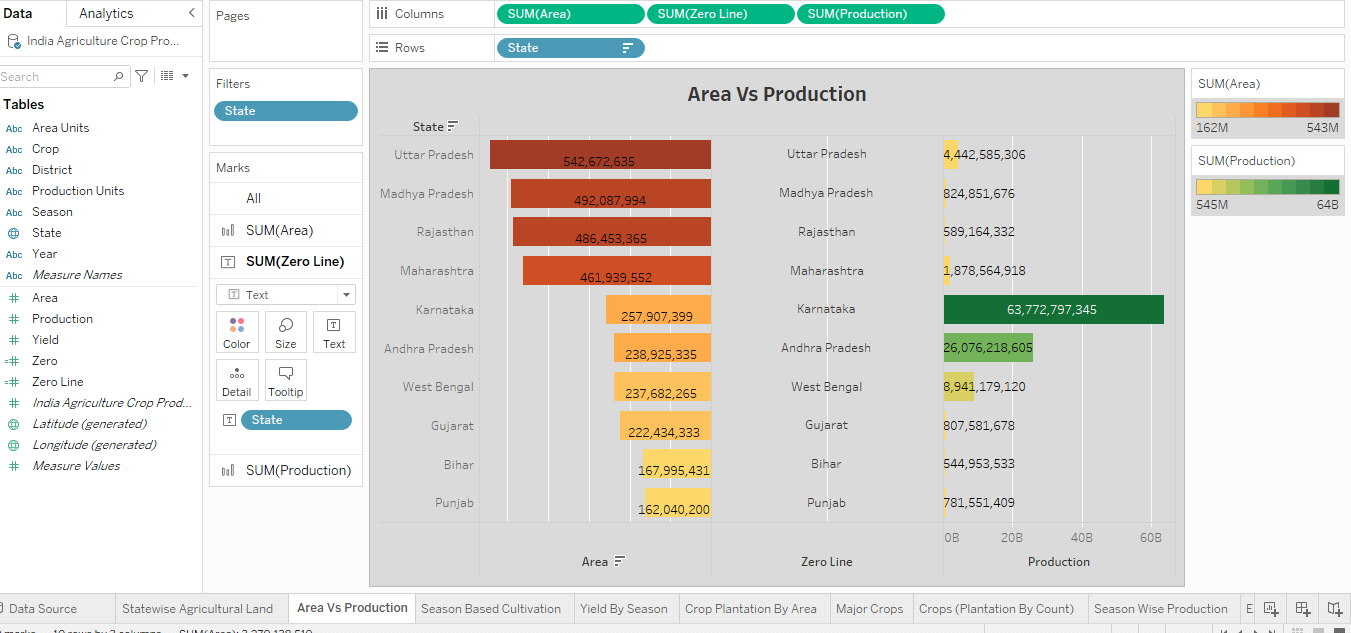 Data
Analytics
India Agriculture Crop Pro...
Search
Tables
Abc Area Units
Abc Crop
Abc District
Abc Production Units
Abc Season
State
Abc Year
Abc Measure Names
# Area
# Production
# Yield
=# Zero
=# Zero Line
# India Agriculture Crop Prod...
Latitude (generated)
Longitude (generated)
# Measure Values
Pages
Filters
State
Marks
All
SUM(Area)
T SUM(Zero Line)
T Text
Color
Size
T Text
Detail
Tooltip
T State
SUM(Production)
Columns
SUM(Area)
SUM(Zero Line)
SUM(Production)
Rows
State
Area Vs Production
State
Uttar Pradesh 542,672,635 Uttar Pradesh 4,442,585,306
Madhya Pradesh 492,087,994 Madhya Pradesh 824,851,676
Rajasthan 486,453,365 Rajasthan 589,164,332
Maharashtra 461,939,552 Maharashtra 1,878,564,918
Karnataka 257,907,399 Karnataka 63,772,797,345
Andhra Pradesh 238,925,335 Andhra Pradesh 26,076,218,605
West Bengal 237,682,265 West Bengal 8,941,179,120
Gujarat 222,434,333 Gujarat 807,581,678
Bihar 167,995,431 Bihar 544,953,533
Punjab 162,040,200 Punjab 781,551,409
0B 20B 40B 60B
Area
Zero Line
Production
SUM(Area)
162M 543M
SUM(Production)
545M 64B
Data Source
Statewise Agricultural Land
Area Vs Production
Season Based Cultivation
Yield By Season
Crop Plantation By Area
Major Crops
Crops (Plantation By Count)
Season Wise Production
E